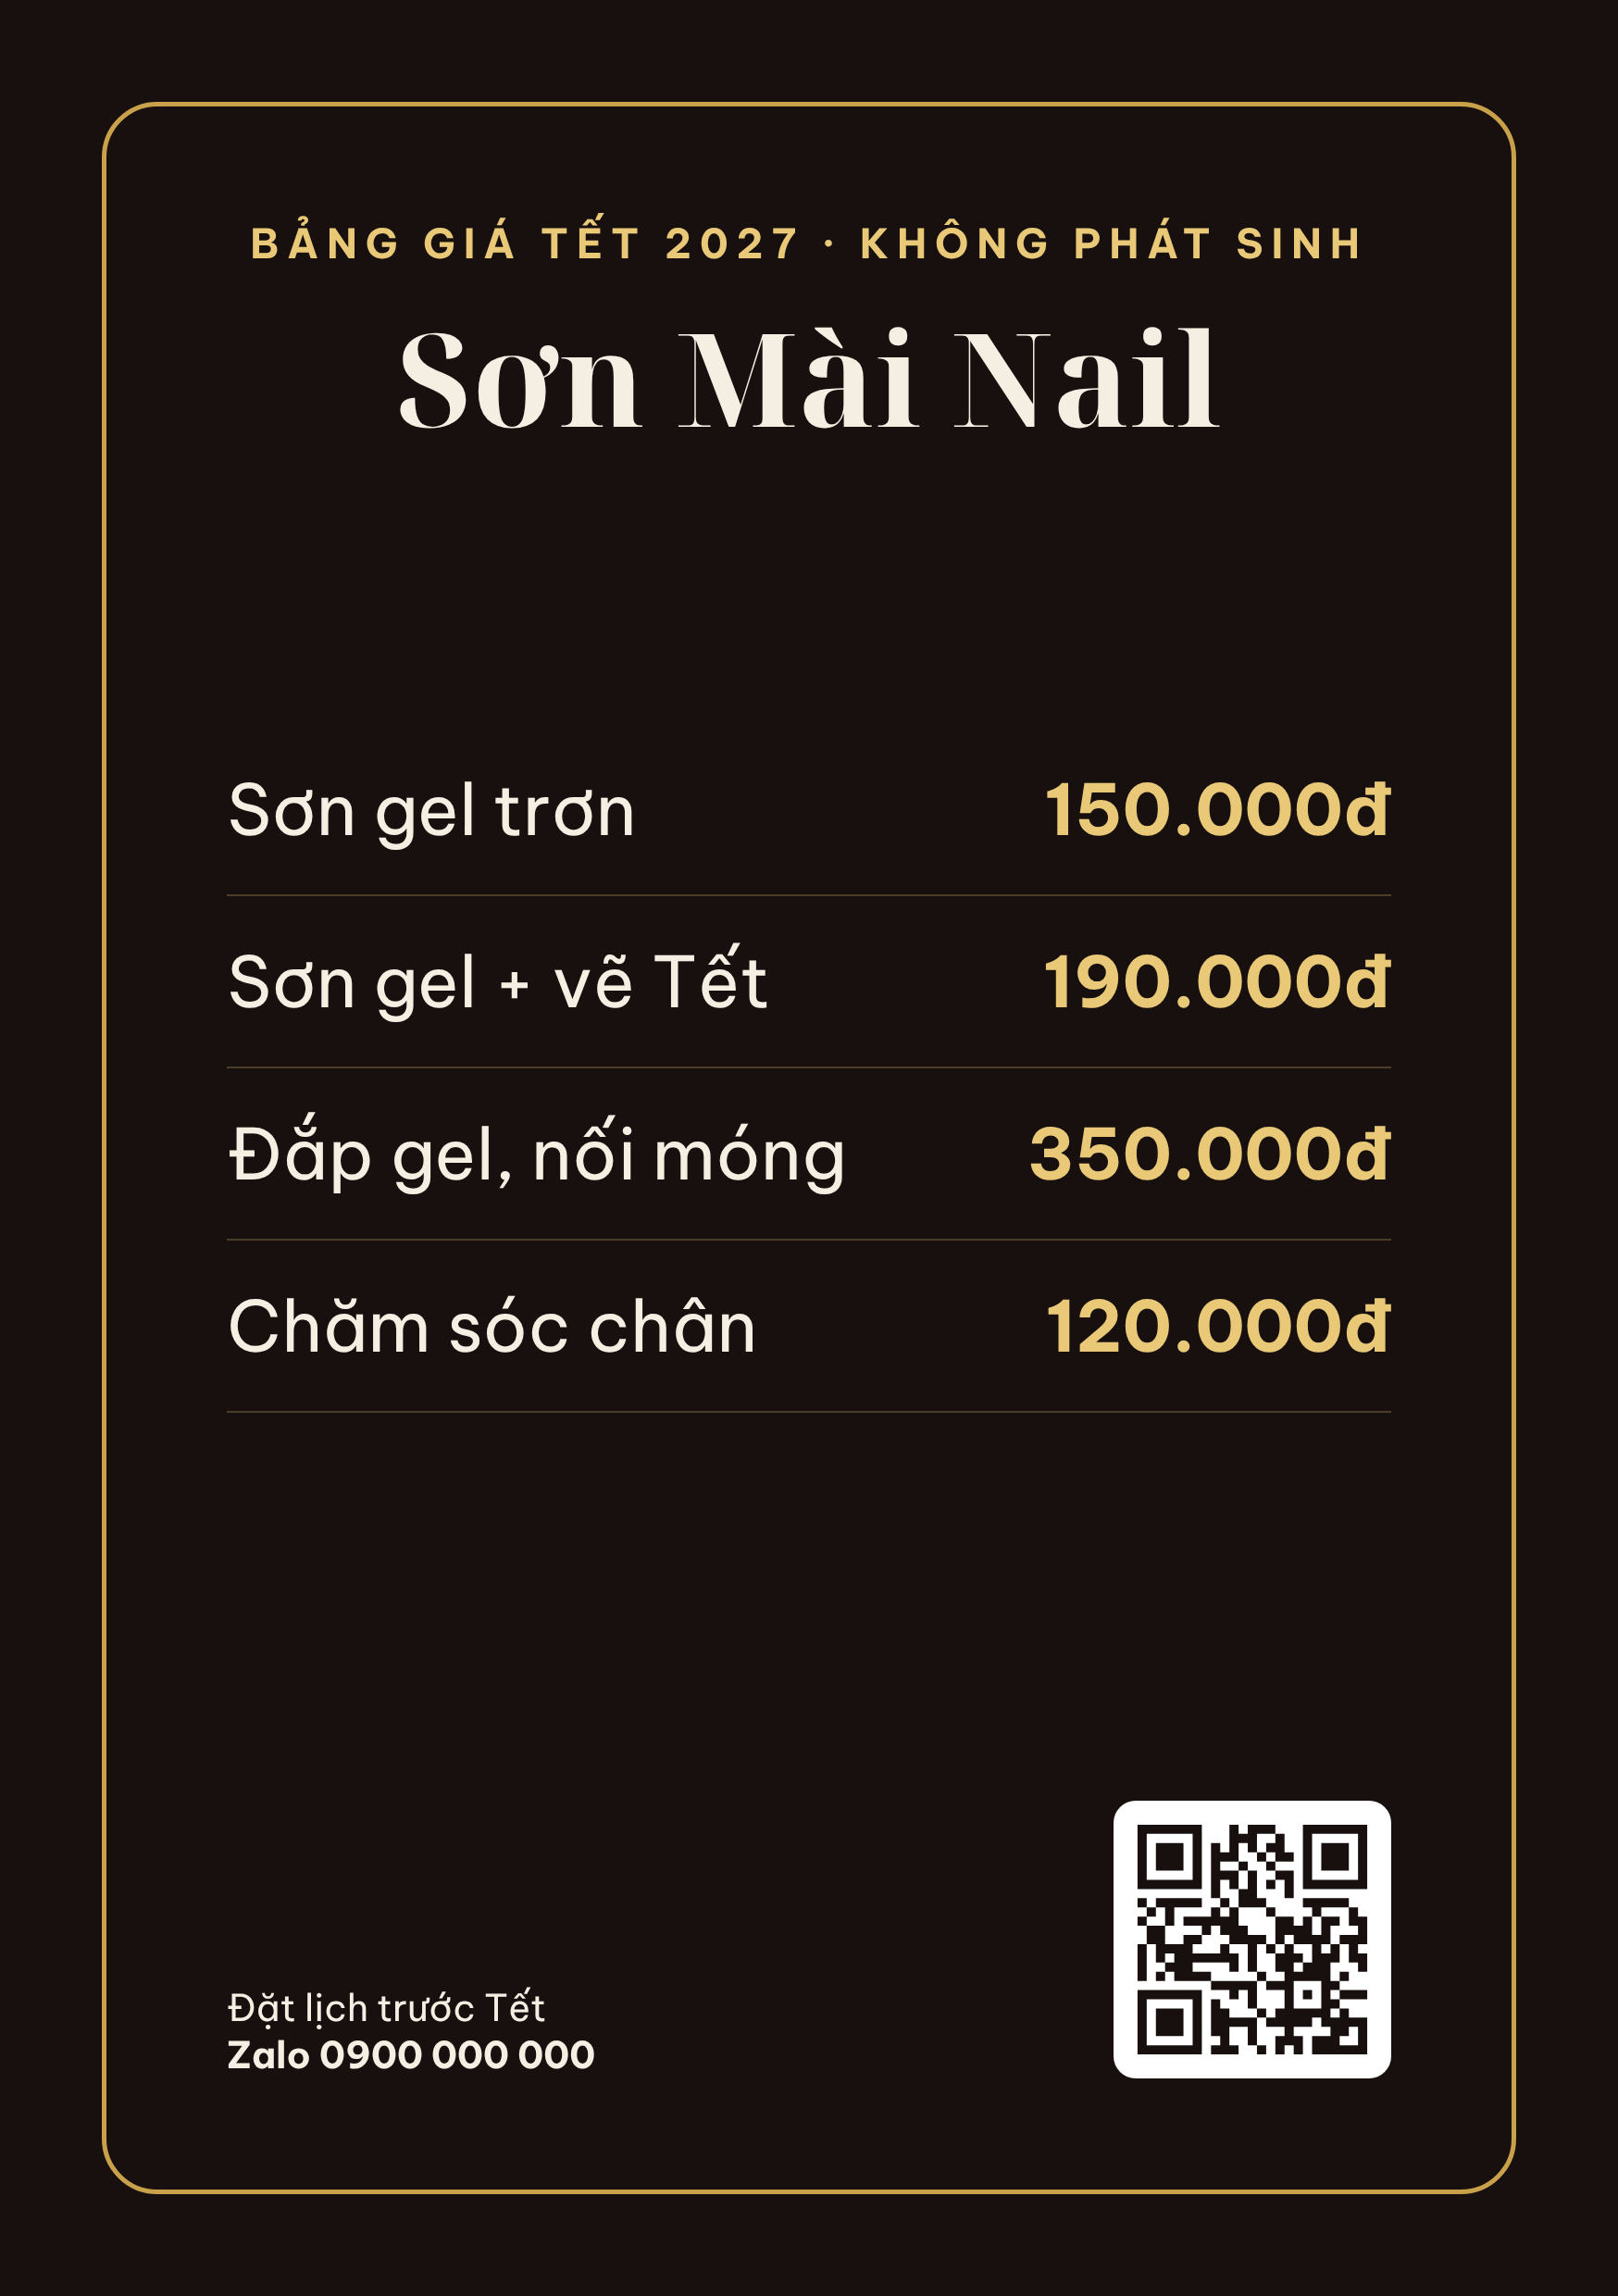 BẢNG GIÁ TẾT 2027 · KHÔNG PHÁT SINH
Sơn Mài Nail
Sơn gel trơn 150.000đ
Sơn gel + vẽ Tết 190.000đ
Đắp gel, nối móng 350.000đ
Chăm sóc chân 120.000đ
Đặt lịch trước Tết
Zalo 0900 000 000